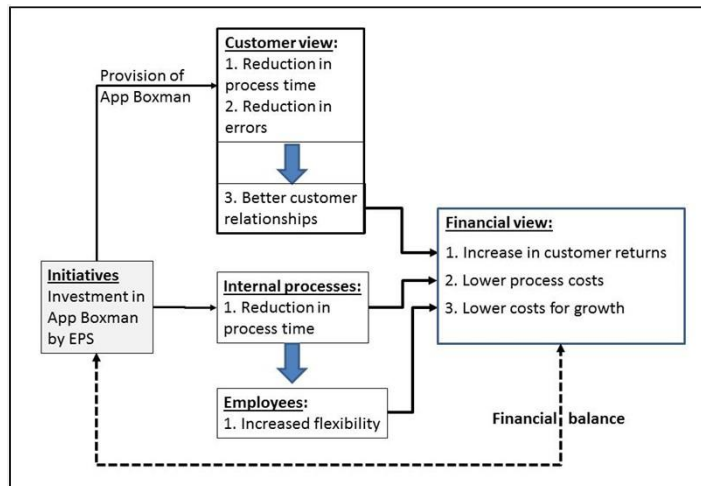 Provision of
App Boxman
Customer view:
1. Reduction in
process time
2. Reduction in
errors
3. Better customer
relationships
Initiatives
Investment in
App Boxman
by EPS
Internal processes:
1. Reduction in
process time
Employees:
1. Increased flexibility
Financial view:
1. Increase in customer returns
2. Lower process costs
3. Lower costs for growth
Financial balance